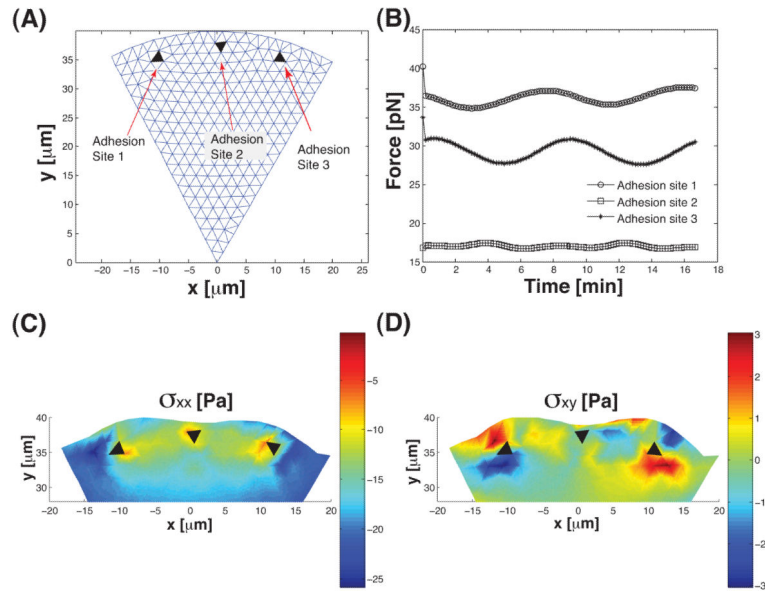 (A)
40
35
30
25
20
15
10
5
0
y [μm]
Adhesion
Site 1
Adhesion
Site 2
Adhesion
Site 3
−20 −15 −10 −5 0 5 10 15 20 25
x [μm]
(B)
45
40
35
30
25
20
15
Force [pN]
Adhesion site 1
Adhesion site 2
Adhesion site 3
0 2 4 6 8 10 12 14 16 18
Time [min]
(C)
σxx [Pa]
40
35
30
y [μm]
−20 −15 −10 −5 0 5 10 15 20
x [μm]
−5
−10
−15
−20
−25
(D)
σxy [Pa]
40
35
30
y [μm]
−20 −15 −10 −5 0 5 10 15 20
x [μm]
3
2
1
0
−1
−2
−3